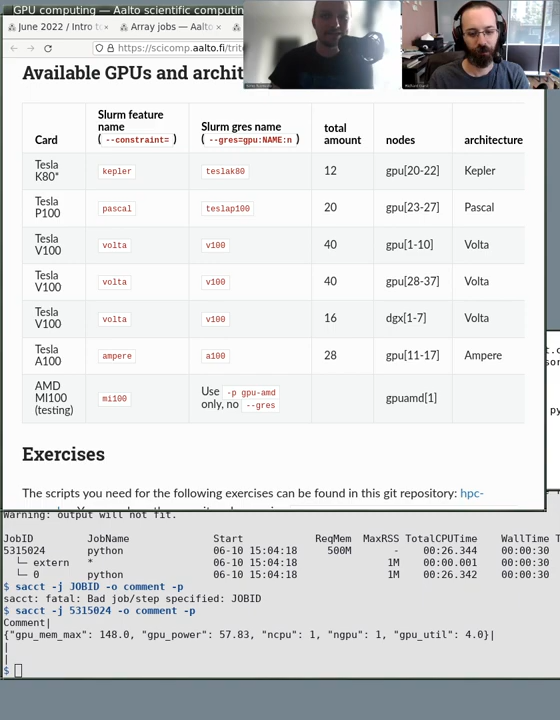 GPU computing — Aalto scientific computing
June 2022 / Intro t
Array jobs — Aalto
https://scicomp.aalto.fi/trit
Available GPUs and archit
Card
Slurm feature name ( --constraint= )
Slurm gres name ( --gres=gpu:NAME:n )
total amount
nodes
architecture
Tesla K80* kepler teslak80 12 gpu[20-22] Kepler
Tesla P100 pascal teslap100 20 gpu[23-27] Pascal
Tesla V100 volta v100 40 gpu[1-10] Volta
Tesla V100 volta v100 40 gpu[28-37] Volta
Tesla V100 volta v100 16 dgx[1-7] Volta
Tesla A100 ampere a100 28 gpu[11-17] Ampere
AMD MI100 (testing) mi100 Use -p gpu-amd only, no --gres gpuamd[1]
Exercises
The scripts you need for the following exercises can be found in this git repository: hpc-
Warning: output will not fit.
JobID JobName Start ReqMem MaxRSS TotalCPUTime WallTime T
5315024 python 06-10 15:04:18 500M - 00:26.344 00:00:30
└─ extern * 06-10 15:04:18 1M 00:00.001 00:00:30
└─ 0 python 06-10 15:04:18 1M 00:26.342 00:00:30
$ sacct -j JOBID -o comment -p
sacct: fatal: Bad job/step specified: JOBID
$ sacct -j 5315024 -o comment -p
Comment|
{"gpu_mem_max": 148.0, "gpu_power": 57.83, "ncpu": 1, "ngpu": 1, "gpu_util": 4.0}|
|
|
$